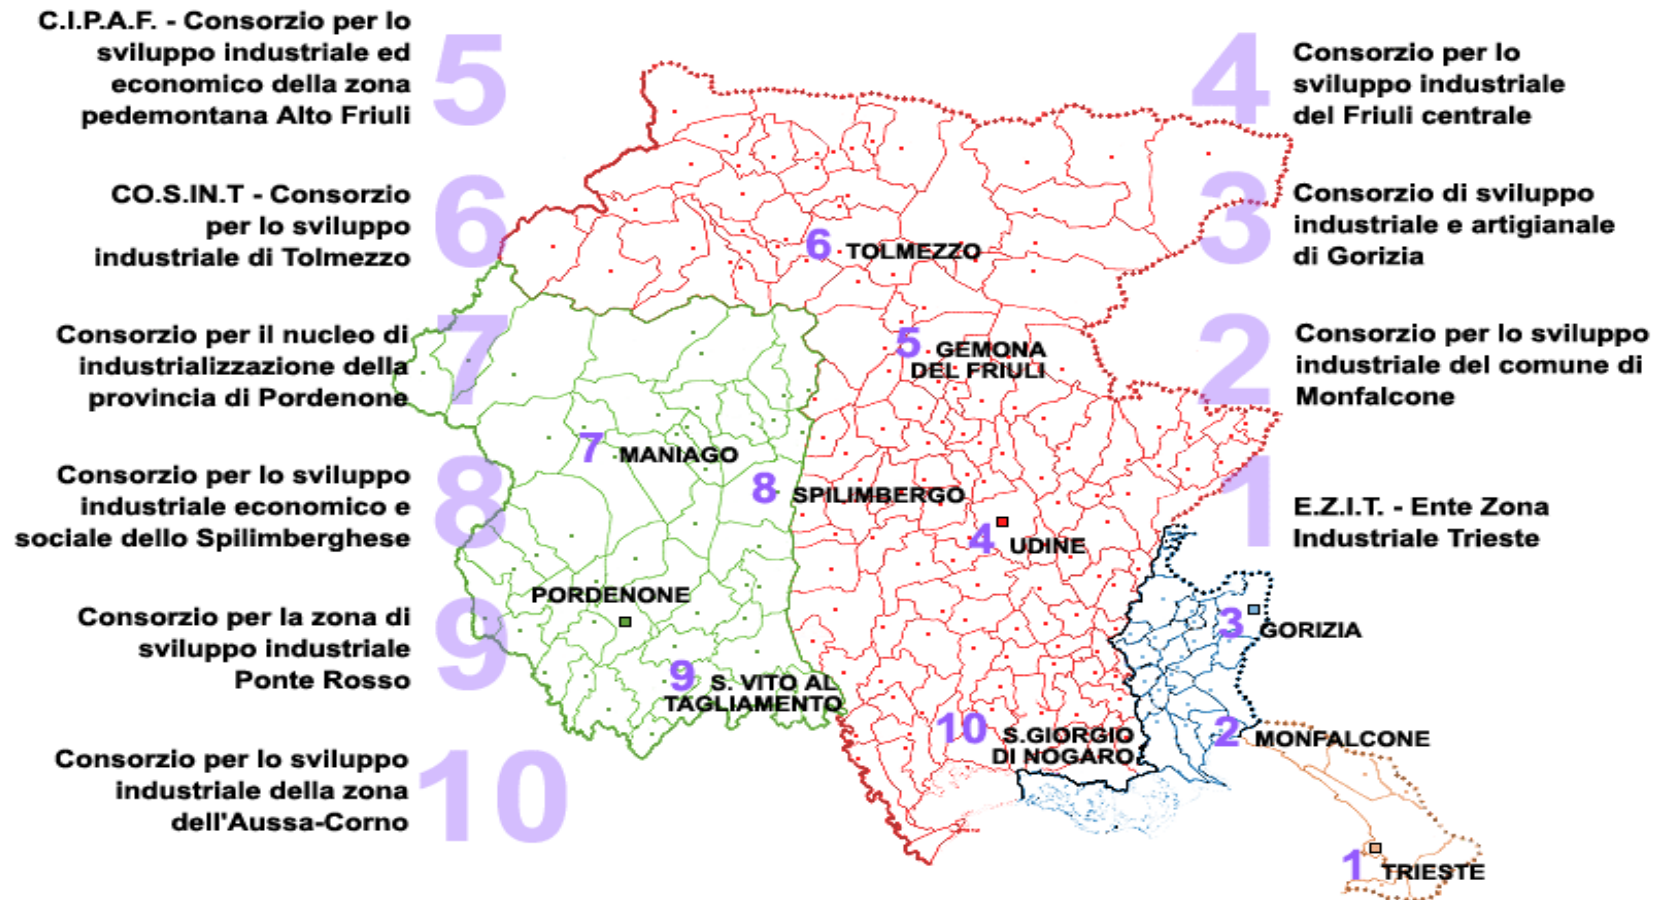 C.I.P.A.F. - Consorzio per lo
sviluppo industriale ed
economico della zona
pedemontana Alto Friuli
5
CO.S.IN.T - Consorzio
per lo sviluppo
industriale di Tolmezzo
6
Consorzio per il nucleo di
industrializzazione della
provincia di Pordenone
7
Consorzio per lo sviluppo
industriale economico e
sociale dello Spilimberghese
8
Consorzio per la zona di
sviluppo industriale
Ponte Rosso
9
Consorzio per lo sviluppo
industriale della zona
dell'Aussa-Corno
10
6 TOLMEZZO
5 GEMONA
DEL FRIULI
7 MANIAGO
8 SPILIMBERGO
4 UDINE
PORDENONE
3 GORIZIA
9 S. VITO AL
TAGLIAMENTO
10 S.GIORGIO
DI NOGARO
2 MONFALCONE
1 TRIESTE
4
Consorzio per lo
sviluppo industriale
del Friuli centrale
3
Consorzio di sviluppo
industriale e artigianale
di Gorizia
2
Consorzio per lo sviluppo
industriale del comune di
Monfalcone
1
E.Z.I.T. - Ente Zona
Industriale Trieste